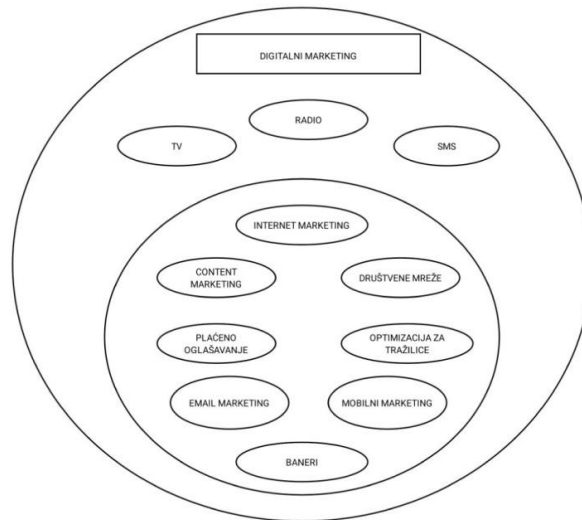 DIGITALNI MARKETING
RADIO
TV
SMS
INTERNET MARKETING
CONTENT
MARKETING
DRUŠTVENE MREŽE
PLAĆENO
OGLAŠAVANJE
OPTIMIZACIJA ZA
TRAŽILICE
EMAIL MARKETING
MOBILNI MARKETING
BANERI